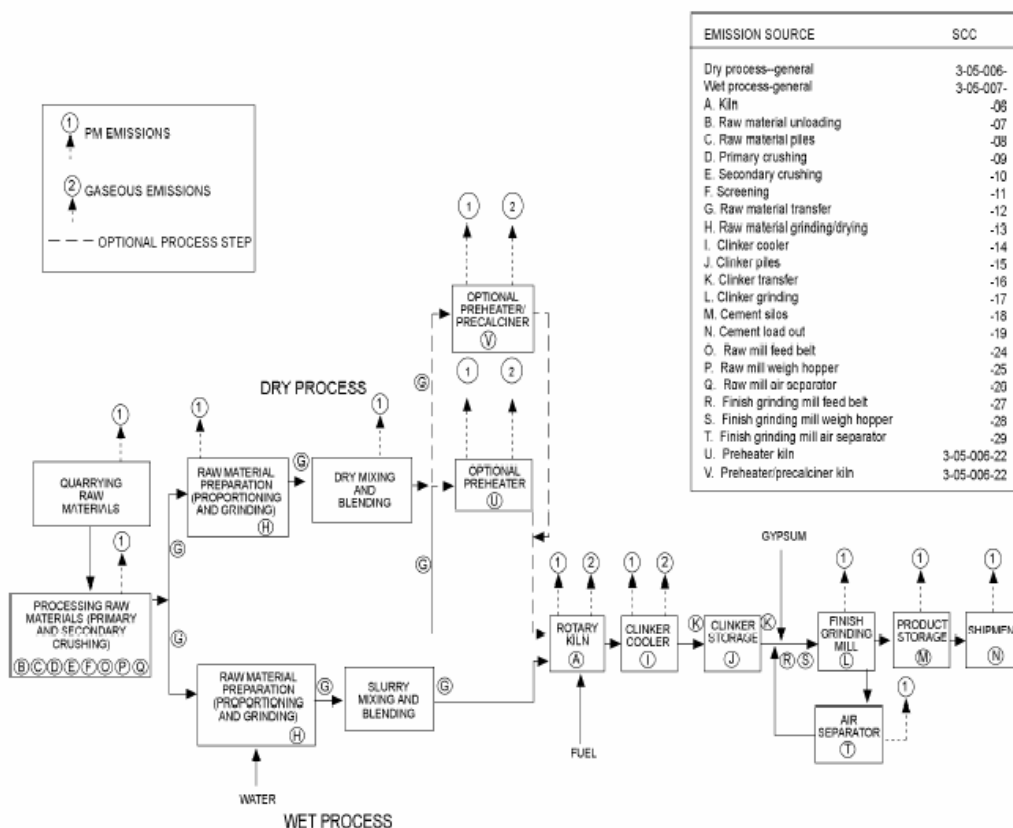 EMISSION SOURCE SCC
Dry process--general 3-05-006-
Wet process-general 3-05-007-
A. Kiln -06
B. Raw material unloading -07
C. Raw material piles -08
D. Primary crushing -09
E. Secondary crushing -10
F. Screening -11
G. Raw material transfer -12
H. Raw material grinding/drying -13
I. Clinker cooler -14
J. Clinker piles -15
K. Clinker transfer -16
L. Clinker grinding -17
M. Cement silos -18
N. Cement load out -19
O. Raw mill feed belt -24
P. Raw mill weigh hopper -25
Q. Raw mill air separator -26
R. Finish grinding mill feed belt -27
S. Finish grinding mill weigh hopper -28
T. Finish grinding mill air separator -29
U. Preheater kiln 3-05-006-22
V. Preheater/precalciner kiln 3-05-006-22
1 PM EMISSIONS
2 GASEOUS EMISSIONS
OPTIONAL PROCESS STEP
1 2
OPTIONAL
PREHEATER/
PRECALCINER
V
G
1 2
DRY PROCESS
1
1
1
QUARRYING
RAW
MATERIALS
RAW MATERIAL
PREPARATION
(PROPORTIONING
AND GRINDING)
H
G
DRY MIXING
AND
BLENDING
OPTIONAL
PREHEATER
U
G
G
1
PROCESSING RAW
MATERIALS (PRIMARY
AND SECONDARY
CRUSHING)
B C D E F O P Q
G
RAW MATERIAL
PREPARATION
(PROPORTIONING
AND GRINDING)
H
G
SLURRY
MIXING AND
BLENDING
G
WATER
WET PROCESS
1 2
ROTARY
KILN
A
FUEL
1 2
CLINKER
COOLER
I
K
CLINKER
STORAGE
J
K
GYPSUM
R S
1
FINISH
GRINDING
MILL
L
1
PRODUCT
STORAGE
M
1
SHIPMEN
N
1
AIR
SEPARATOR
T